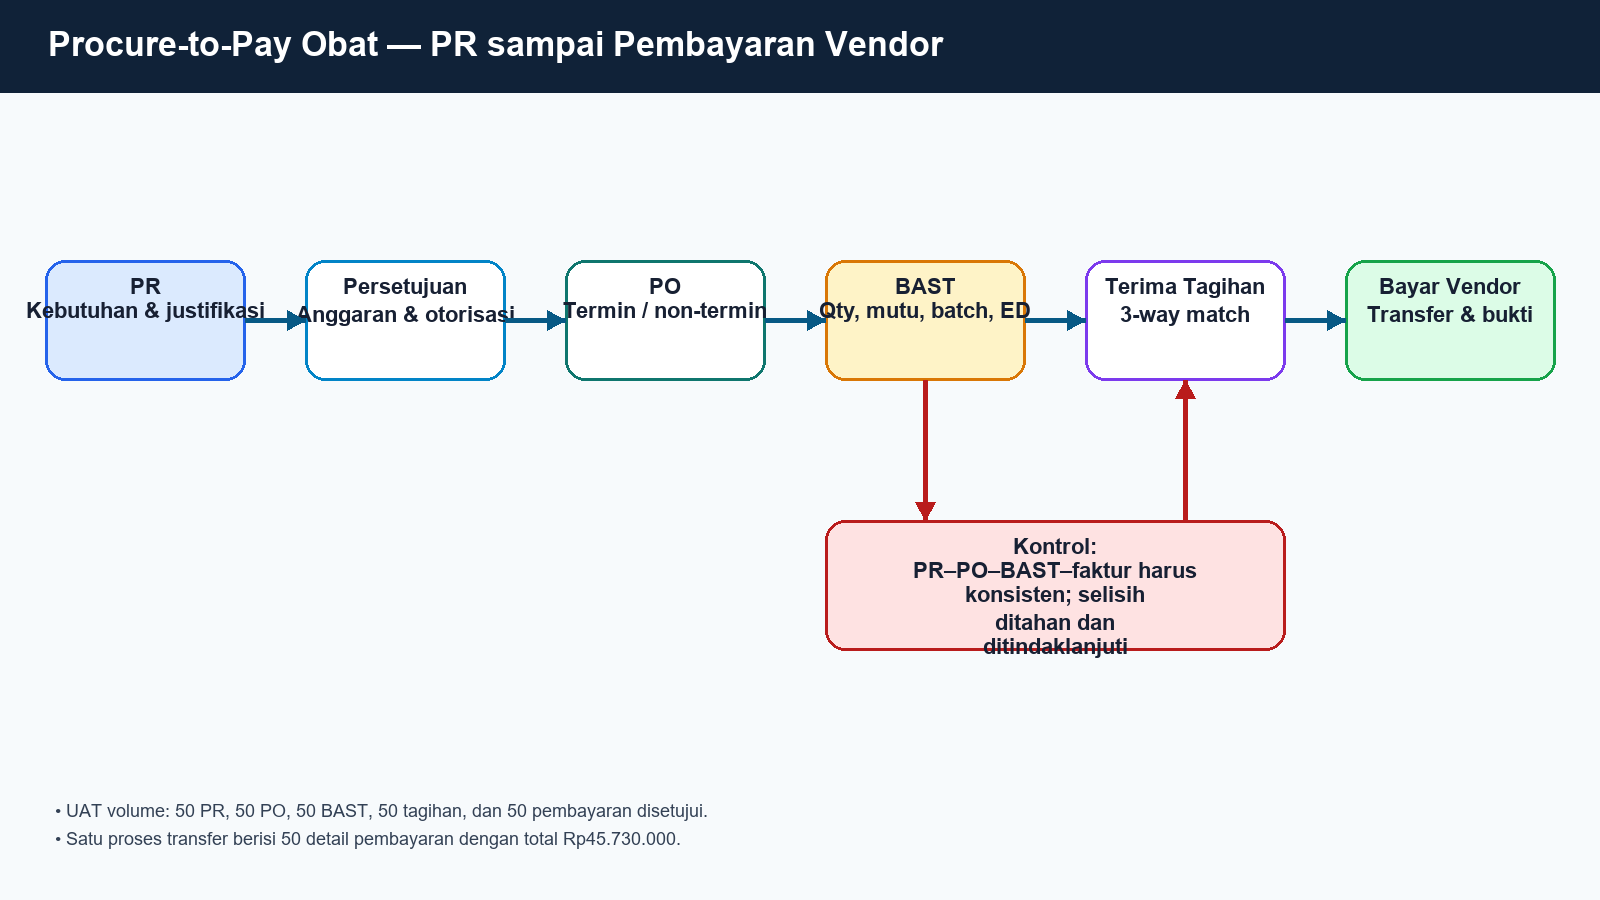 Procure-to-Pay Obat — PR sampai Pembayaran Vendor
PR
Kebutuhan & justifikasi
Persetujuan
Anggaran & otorisasi
PO
Termin / non-termin
BAST
Qty, mutu, batch, ED
Terima Tagihan
3-way match
Bayar Vendor
Transfer & bukti
Kontrol:
PR–PO–BAST–faktur harus
konsisten; selisih
ditahan dan
ditindaklanjuti
• UAT volume: 50 PR, 50 PO, 50 BAST, 50 tagihan, dan 50 pembayaran disetujui.
• Satu proses transfer berisi 50 detail pembayaran dengan total Rp45.730.000.